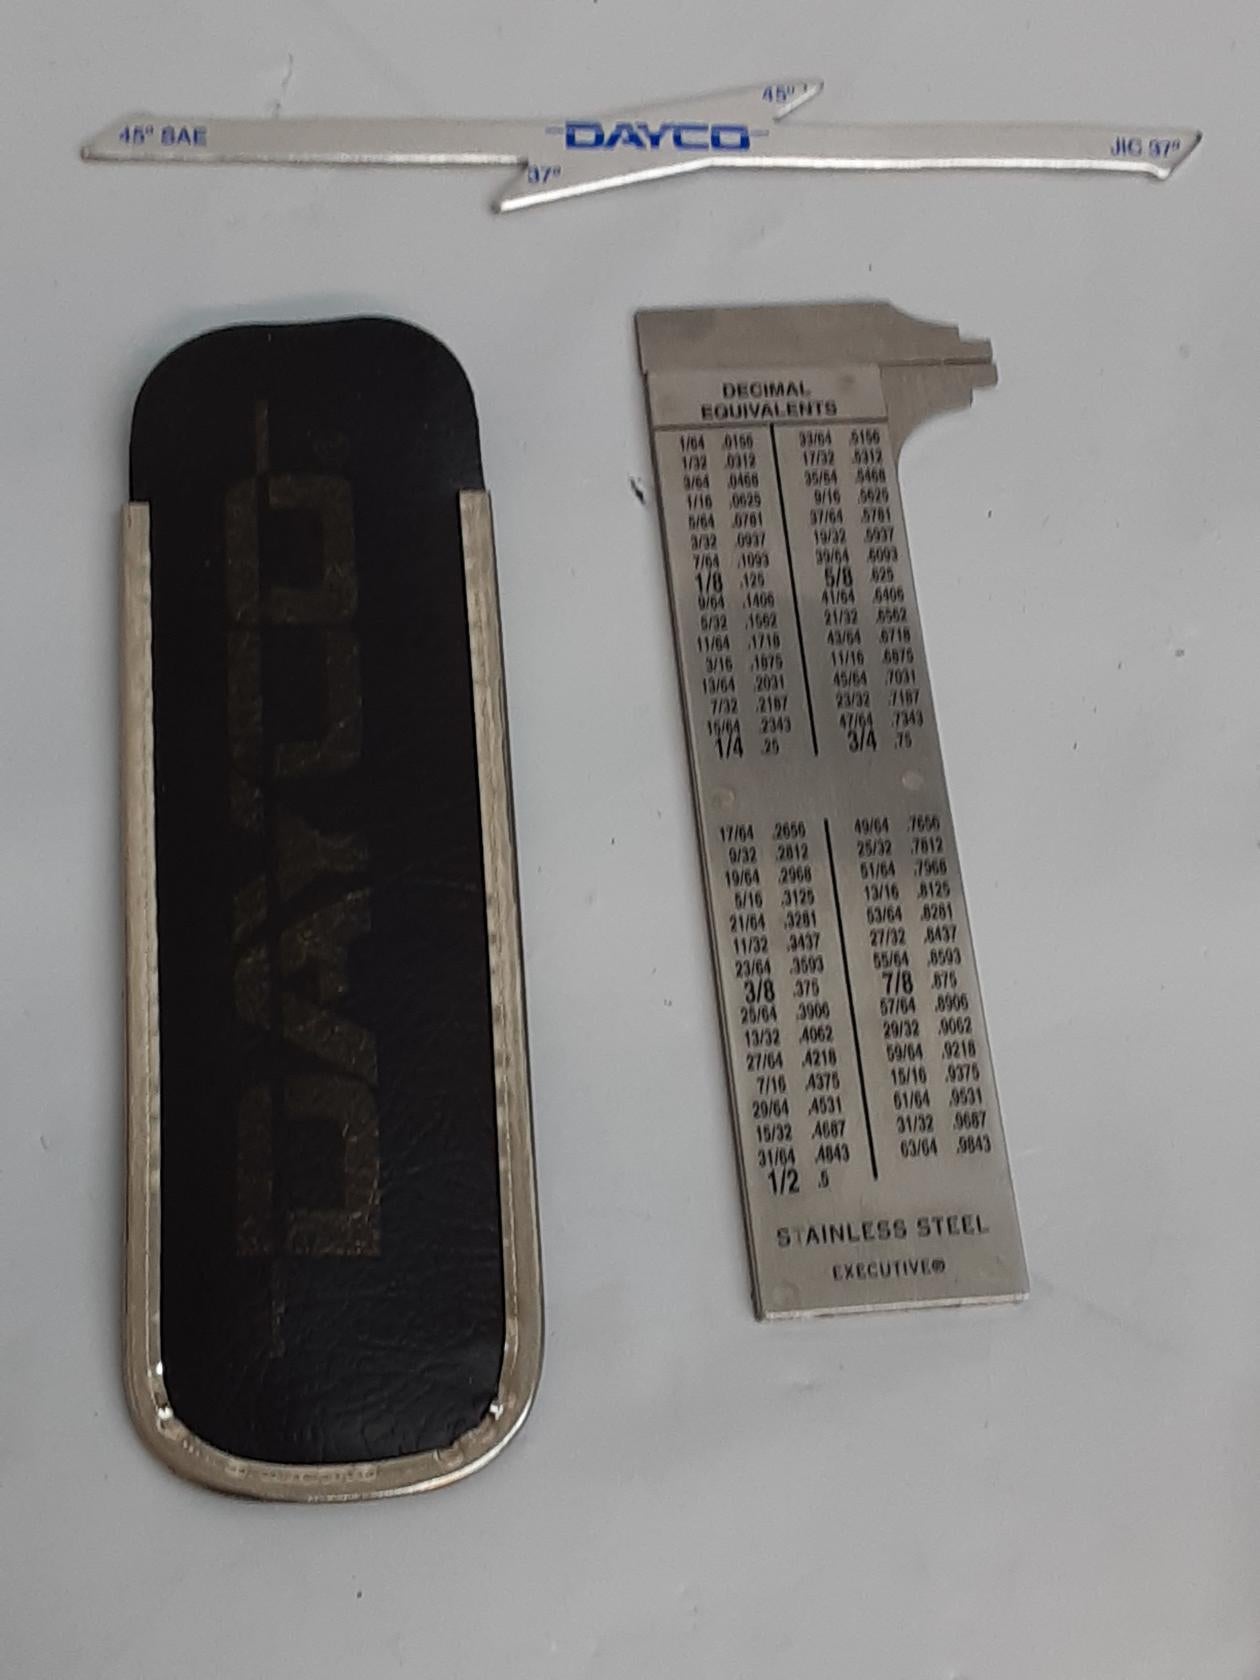 45º
45º SAE
DAYCO
JIC 37º
37º
DAYCO®
DECIMAL
EQUIVALENTS
1/64 .0156 33/64 .5156
1/32 .0312 17/32 .5312
3/64 .0468 35/64 .5468
1/16 .0625 9/16 .5625
5/64 .0781 37/64 .5781
3/32 .0937 19/32 .5937
7/64 .1093 39/64 .6093
1/8 .125 5/8 .625
9/64 .1406 41/64 .6406
5/32 .1562 21/32 .6562
11/64 .1718 43/64 .6718
3/16 .1875 11/16 .6875
13/64 .2031 45/64 .7031
7/32 .2187 23/32 .7187
15/64 .2343 47/64 .7343
1/4 .25 3/4 .75
17/64 .2656 49/64 .7656
9/32 .2812 25/32 .7812
19/64 .2968 51/64 .7968
5/16 .3125 13/16 .8125
21/64 .3281 53/64 .8281
11/32 .3437 27/32 .8437
23/64 .3593 55/64 .8593
3/8 .375 7/8 .875
25/64 .3906 57/64 .8906
13/32 .4062 29/32 .9062
27/64 .4218 59/64 .9218
7/16 .4375 15/16 .9375
29/64 .4531 61/64 .9531
15/32 .4687 31/32 .9687
31/64 .4843 63/64 .9843
1/2 .5
STAINLESS STEEL
EXECUTIVE®